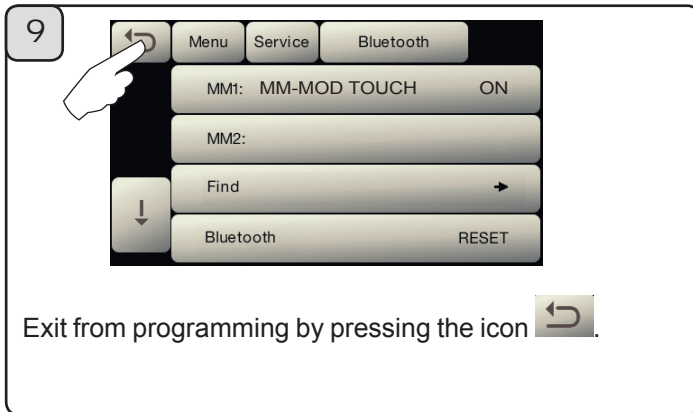 9
Menu Service Bluetooth
MM1: MM-MOD TOUCH ON
MM2:
Find
Bluetooth RESET
Exit from programming by pressing the icon .